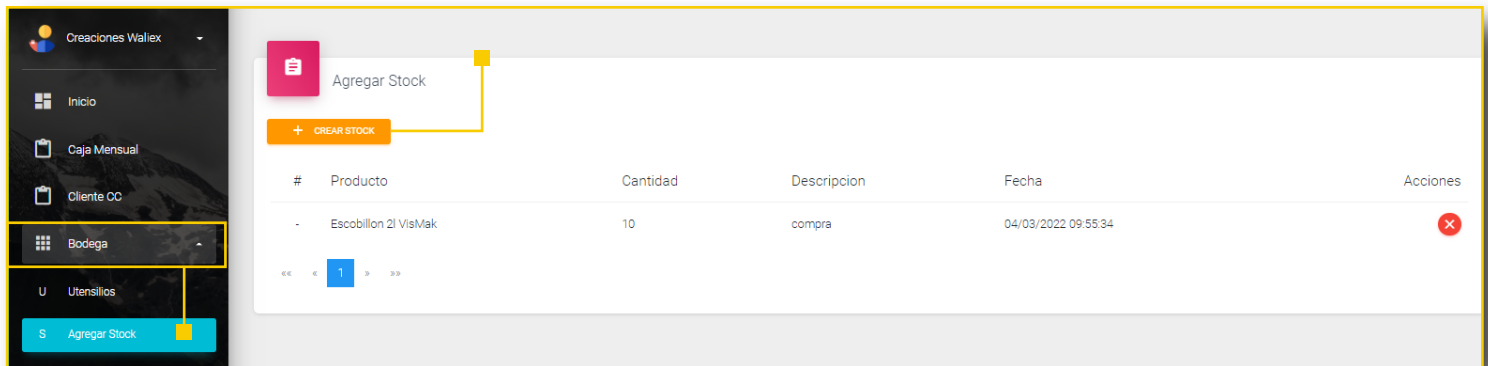 Creaciones Waliex
Inicio
Caja Mensual
Cliente CC
Bodega
U Utensilios
S Agregar Stock
Agregar Stock
+ CREAR STOCK
# Producto Cantidad Descripcion Fecha Acciones
- Escobillon 2l VisMak 10 compra 04/03/2022 09:55:34
«« « 1 » »»